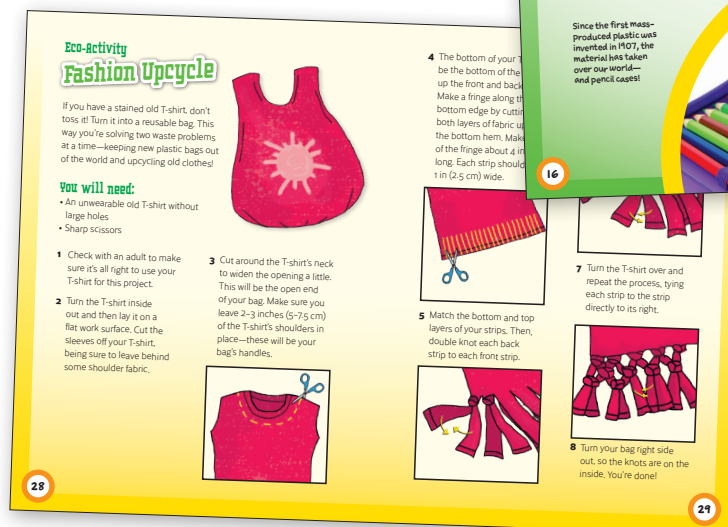 Eco-Activity
Fashion Upcycle
If you have a stained old T-shirt, don't
toss it! Turn it into a reusable bag. This
way you're solving two waste problems
at a time—keeping new plastic bags out
of the world and upcycling old clothes!
You will need:
• An unwearable old T-shirt without
large holes
• Sharp scissors
1 Check with an adult to make
sure it's all right to use your
T-shirt for this project.
2 Turn the T-shirt inside
out and then lay it on a
flat work surface. Cut the
sleeves off your T-shirt,
being sure to leave behind
some shoulder fabric.
3 Cut around the T-shirt's neck
to widen the opening a little.
This will be the open end
of your bag. Make sure you
leave 2–3 inches (5–7.5 cm)
of the T-shirt's shoulders in
place—these will be your
bag's handles.
28
4 The bottom of your
be the bottom of the
up the front and back
Make a fringe along
bottom edge by
both layers of fabric up
the bottom hem. Make
of the fringe about 4 in
long. Each strip should
1 in (2.5 cm) wide.
5 Match the bottom and top
layers of your strips. Then,
double knot each back
strip to each front strip.
7 Turn the T-shirt over and
repeat the process, tying
each strip to the strip
directly to its right.
8 Turn your bag right side
out, so the knots are on the
inside. You're done!
29
Since the first mass-
produced plastic was
invented in 1907, the
material has taken
over our world—
and pencil cases!
16